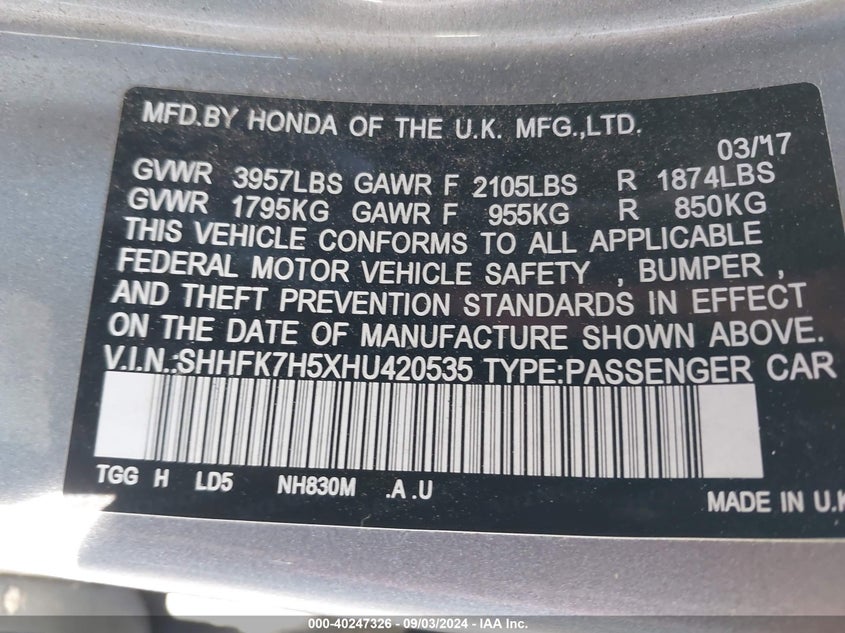 MFD.BY HONDA OF THE U.K. MFG.,LTD.
03/17
GVWR 3957LBS GAWR F 2105LBS R 1874LBS
GVWR 1795KG GAWR F 955KG R 850KG
THIS VEHICLE CONFORMS TO ALL APPLICABLE
FEDERAL MOTOR VEHICLE SAFETY , BUMPER ,
AND THEFT PREVENTION STANDARDS IN EFFECT
ON THE DATE OF MANUFACTURE SHOWN ABOVE.
V.I.N.:SHHFK7H5XHU420535 TYPE:PASSENGER CAR
TGG H LD5 NH830M .A .U
MADE IN U.K
000-40247326 - 09/03/2024 - IAA Inc.